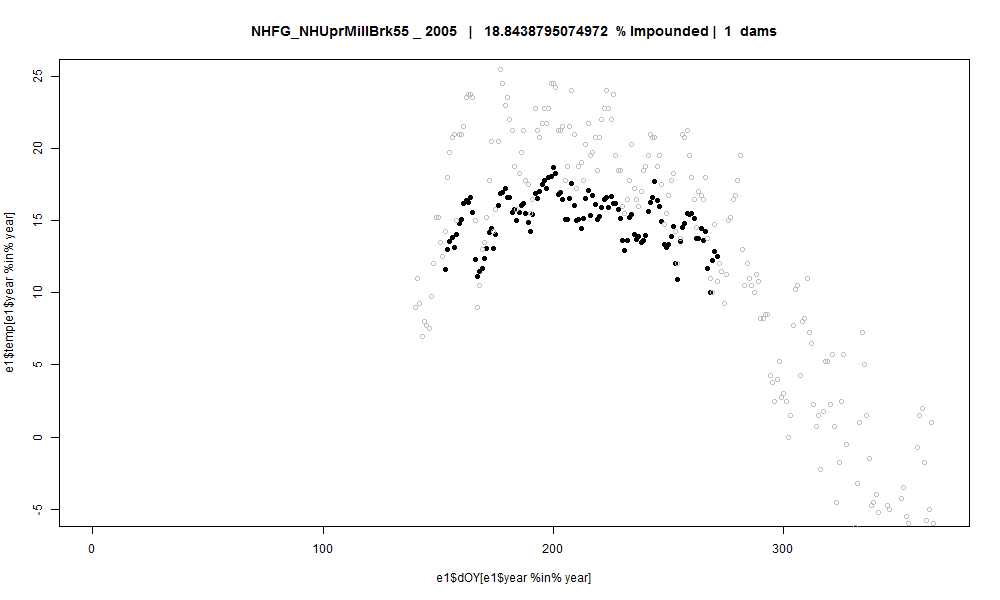 NHFG_NHUprMillBrk55 _ 2005 | 18.8438795074972 % Impounded | 1 dams
25
20
15
10
5
0
-5
e1$temp[e1$year %in% year]
0 100 200 300
e1$dOY[e1$year %in% year]